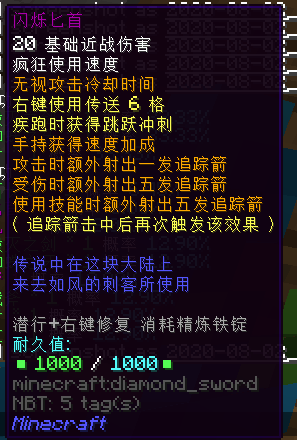 闪烁匕首
20 基础近战伤害
疯狂使用速度
无视攻击冷却时间
右键使用传送 6 格
疾跑时获得跳跃冲刺
手持获得速度加成
攻击时额外射出一发追踪箭
受伤时额外射出五发追踪箭
使用技能时额外射出五发追踪箭
( 追踪箭击中后再次触发该效果 )
传说中在这块大陆上
来去如风的刺客所使用
潜行+右键修复 消耗精炼铁锭
耐久值:
▪ 1000 / 1000 ▪
minecraft:diamond_sword
NBT: 5 tag(s)
Minecraft